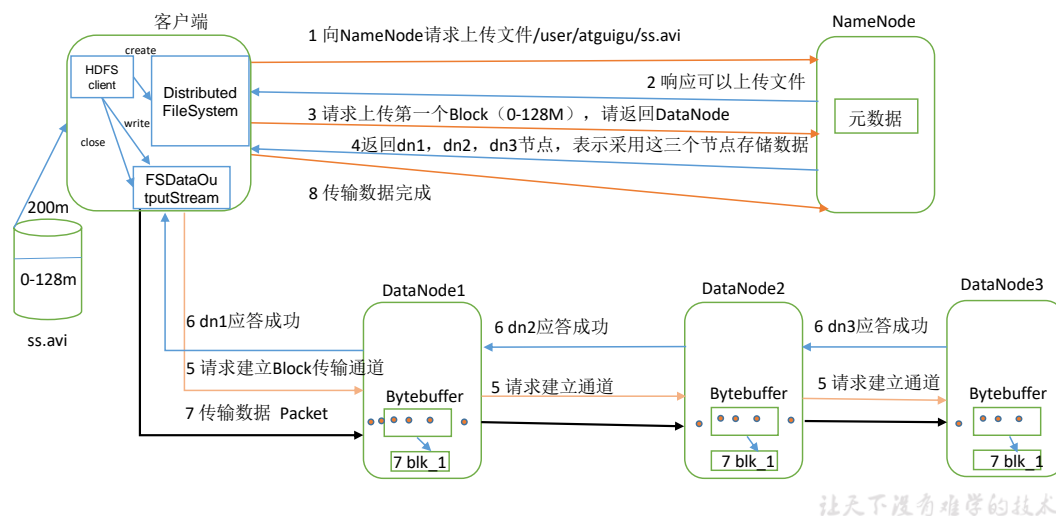 客户端
NameNode
1 向NameNode请求上传文件/user/atguigu/ss.avi
create
HDFS
client
Distributed
FileSystem
2 响应可以上传文件
write
3 请求上传第一个Block（0-128M），请返回DataNode
元数据
close
4返回dn1，dn2，dn3节点，表示采用这三个节点存储数据
FSDataOu
tputStream
8 传输数据完成
200m
0-128m
ss.avi
DataNode1
DataNode2
DataNode3
6 dn1应答成功
6 dn2应答成功
6 dn3应答成功
5 请求建立Block传输通道
5 请求建立通道
5 请求建立通道
Bytebuffer
Bytebuffer
Bytebuffer
7 传输数据 Packet
7 blk_1
7 blk_1
7 blk_1
让天下没有难学的技术